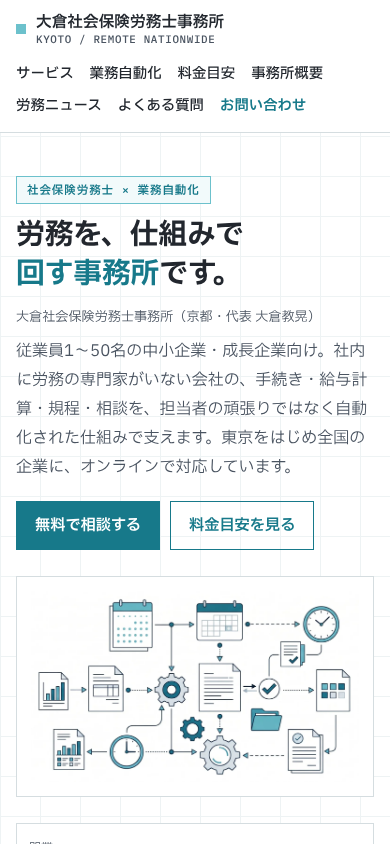 大倉社会保険労務士事務所
KYOTO / REMOTE NATIONWIDE
サービス 業務自動化 料金目安 事務所概要
労務ニュース よくある質問 お問い合わせ
社会保険労務士 × 業務自動化
労務を、仕組みで
回す事務所です。
大倉社会保険労務士事務所（京都・代表 大倉教晃）
従業員1〜50名の中小企業・成長企業向け。社内
に労務の専門家がいない会社の、手続き・給与計
算・規程・相談を、担当者の頑張りではなく自動
化された仕組みで支えます。東京をはじめ全国の
企業に、オンラインで対応しています。
無料で相談する 料金目安を見る